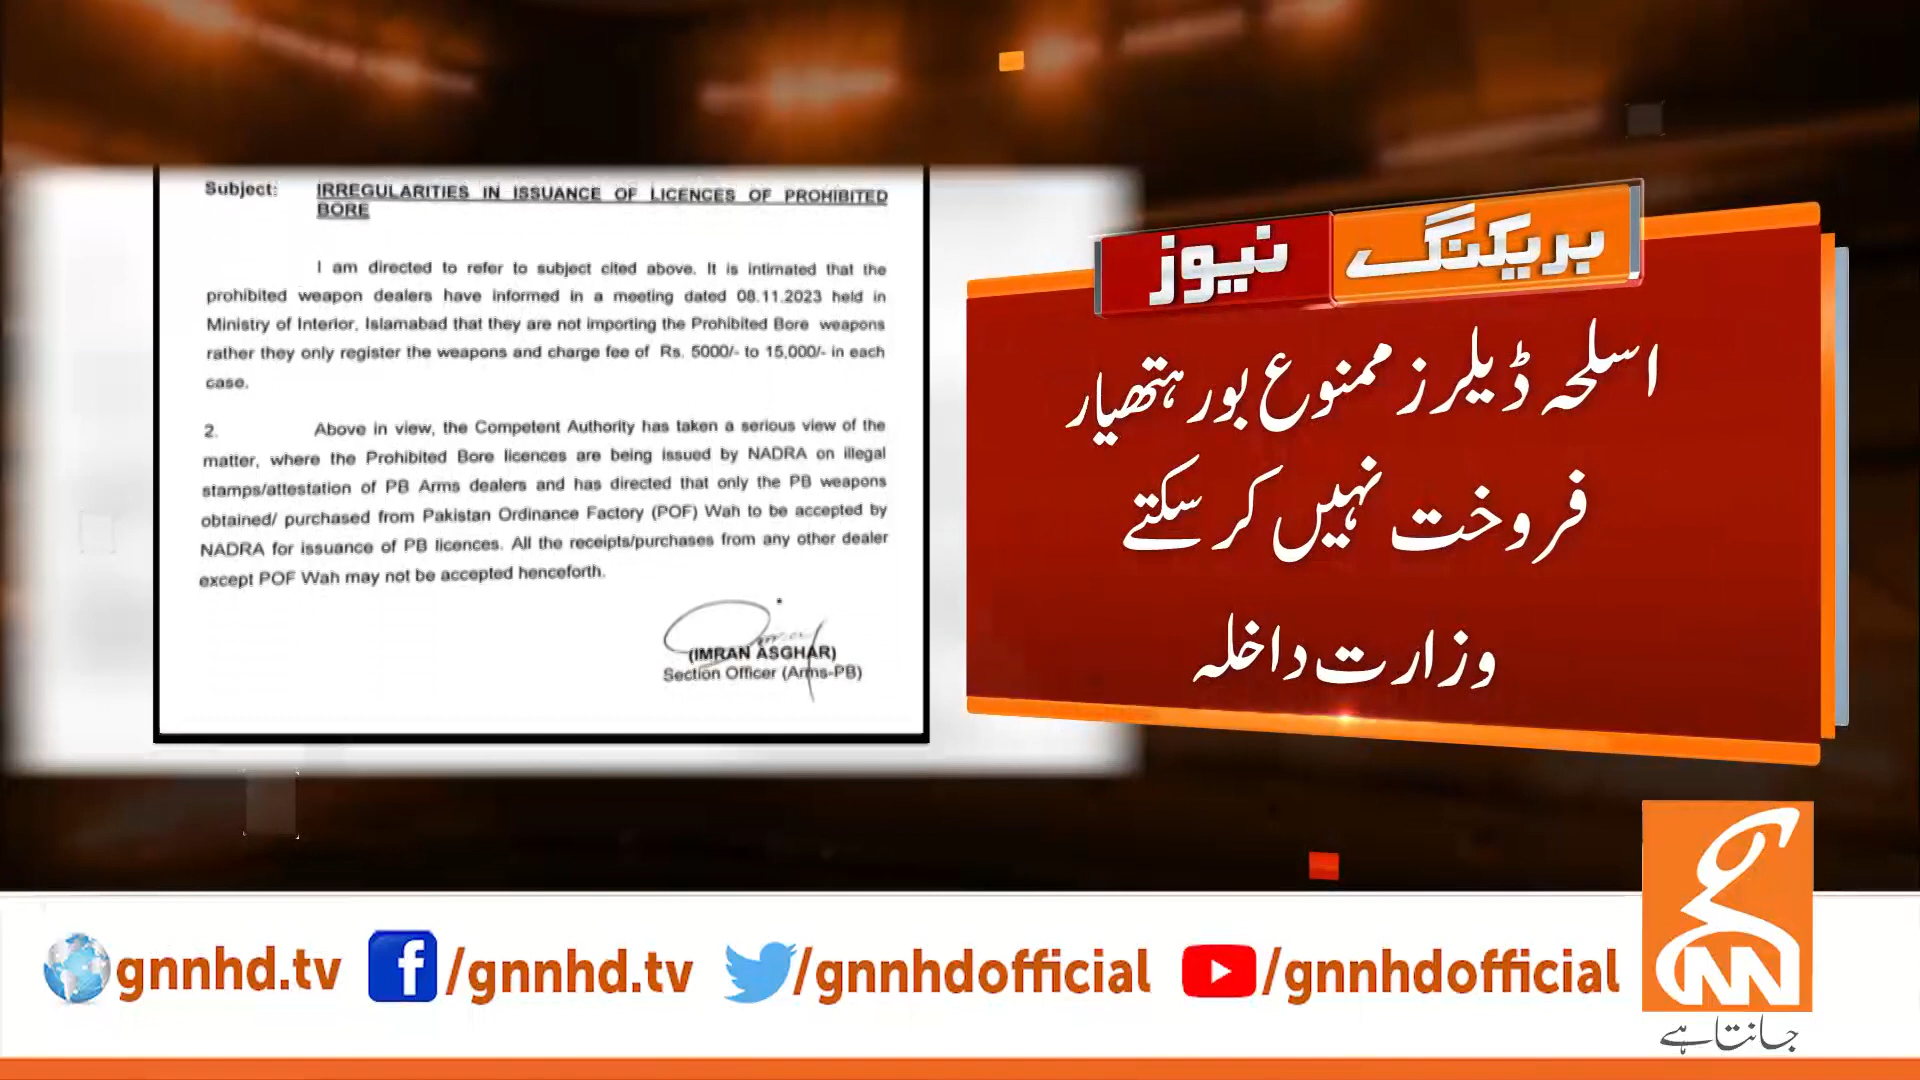 Subject: IRREGULARITIES IN ISSUANCE OF LICENCES OF PROHIBITED
BORE
I am directed to refer to subject cited above. It is intimated that the
prohibited weapon dealers have informed in a meeting dated 08.11.2023 held in
Ministry of Interior, Islamabad that they are not importing the Prohibited Bore weapons
rather they only register the weapons and charge fee of Rs. 5000/- to 15,000/- in each
case.
2. Above in view, the Competent Authority has taken a serious view of the
matter, where the Prohibited Bore licences are being issued by NADRA on illegal
stamps/attestation of PB Arms dealers and has directed that only the PB weapons
obtained/ purchased from Pakistan Ordinance Factory (POF) Wah to be accepted by
NADRA for issuance of PB licences. All the receipts/purchases from any other dealer
except POF Wah may not be accepted henceforth.
(IMRAN ASGHAR)
Section Officer (Arms-PB)
بریکنگ نیوز
اسلحہ ڈیلرز ممنوع بور ہتھیار
فروخت نہیں کر سکتے
وزارت داخلہ
gnnhd.tv /gnnhd.tv /gnnhdofficial /gnnhdofficial
GNN
جانتا ہے